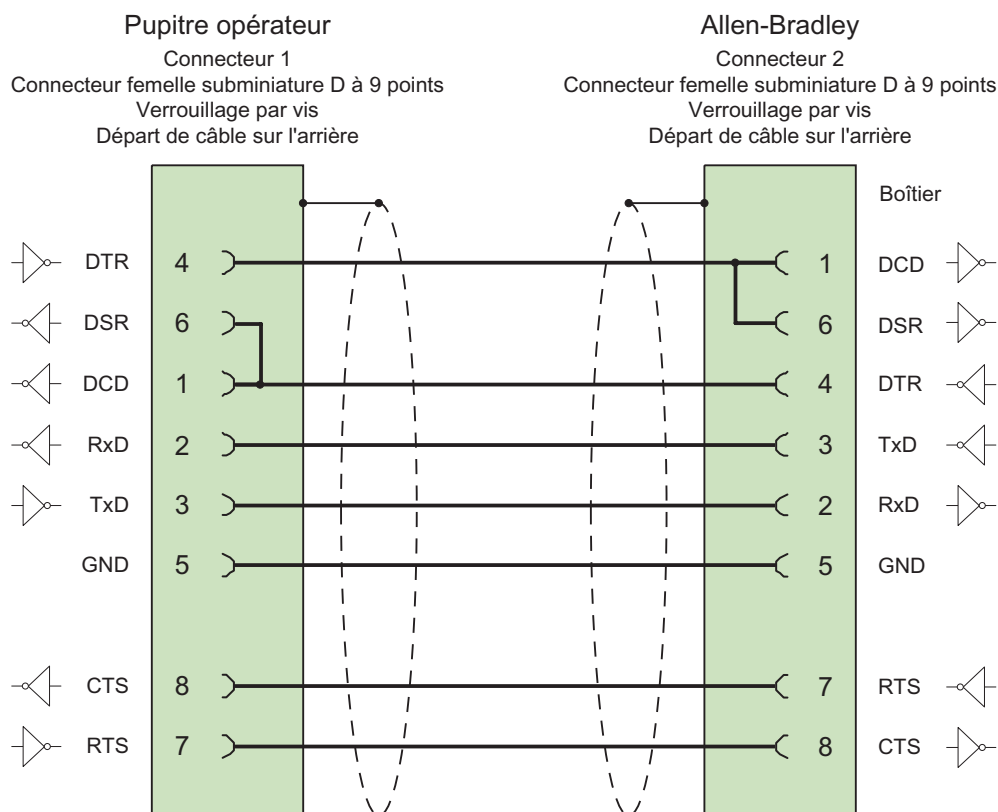 Pupitre opérateur
Connecteur 1
Connecteur femelle subminiature D à 9 points
Verrouillage par vis
Départ de câble sur l'arrière
Allen-Bradley
Connecteur 2
Connecteur femelle subminiature D à 9 points
Verrouillage par vis
Départ de câble sur l'arrière
Boîtier
DTR 4 1 DCD
DSR 6 6 DSR
DCD 1 4 DTR
RxD 2 3 TxD
TxD 3 2 RxD
GND 5 5 GND
CTS 8 7 RTS
RTS 7 8 CTS